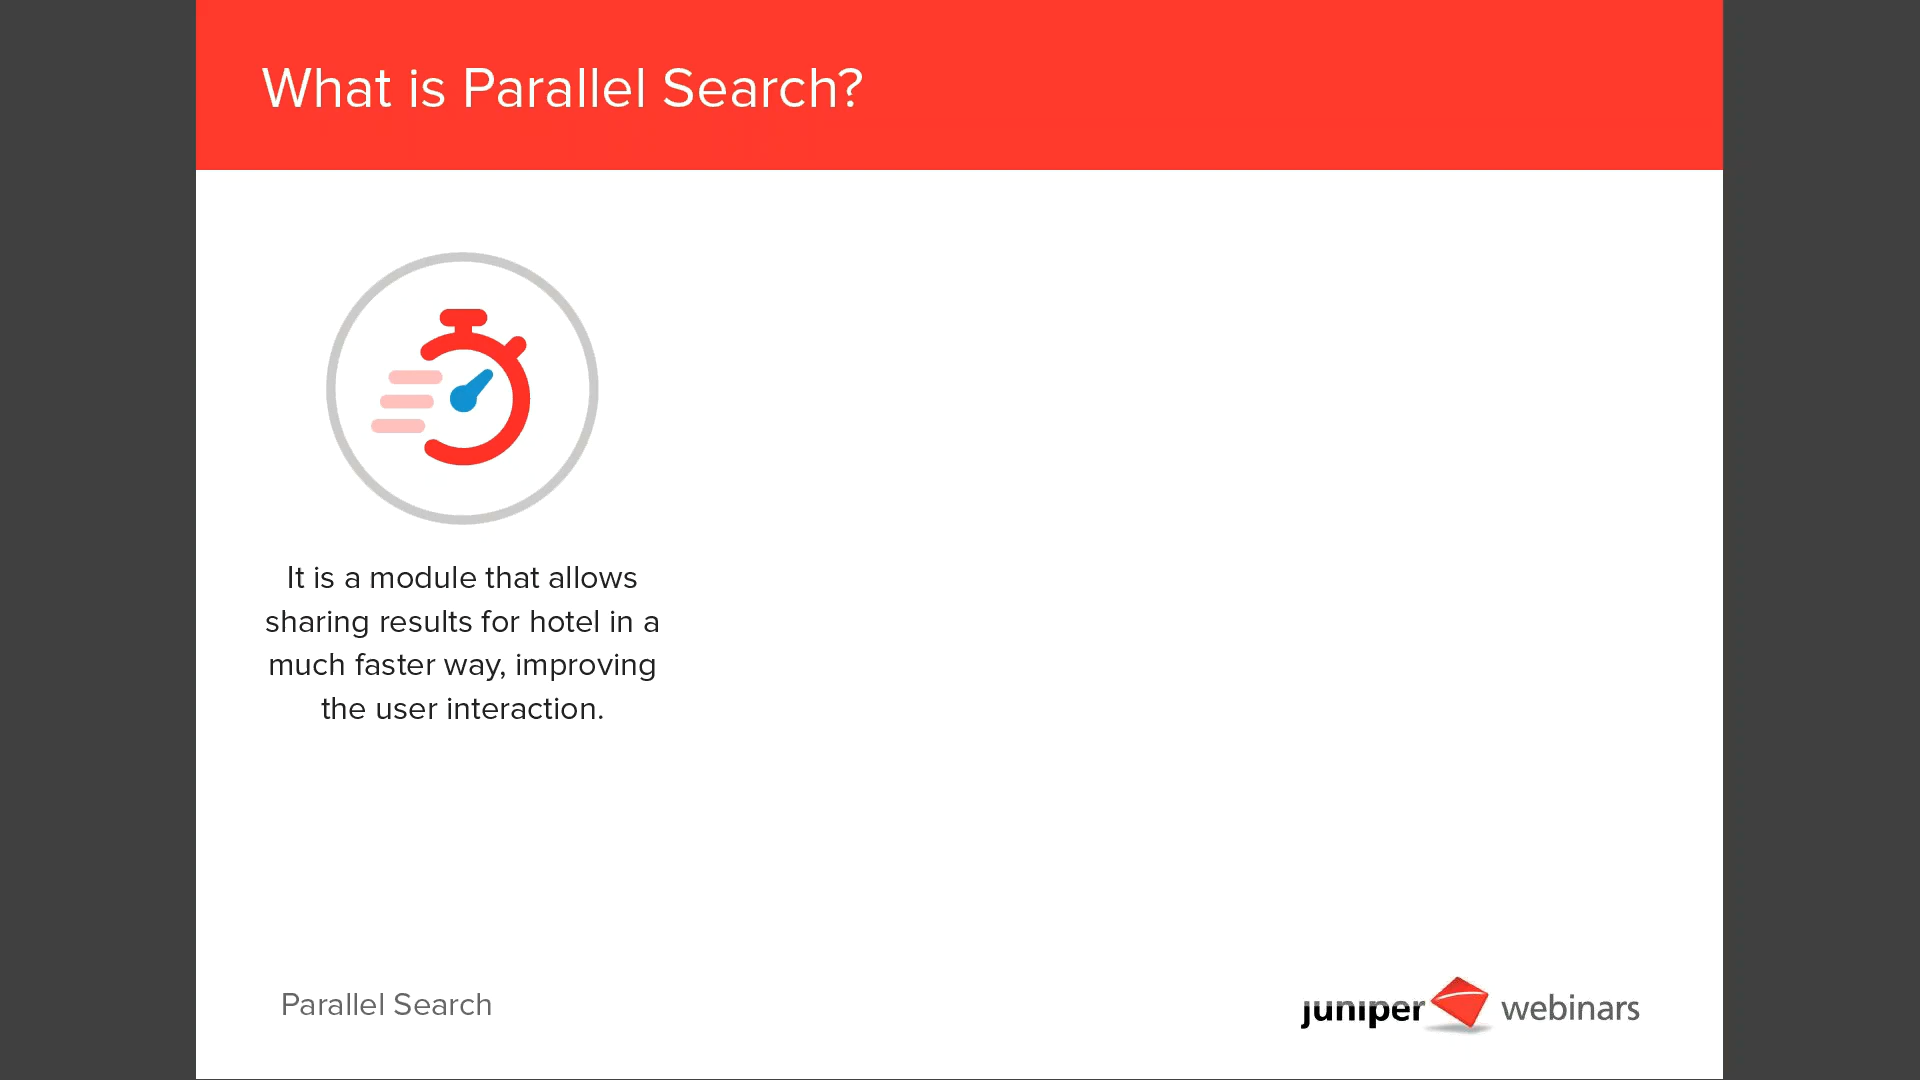 What is Parallel Search?
It is a module that allows
sharing results for hotel in a
much faster way, improving
the user interaction.
Parallel Search
juniper webinars